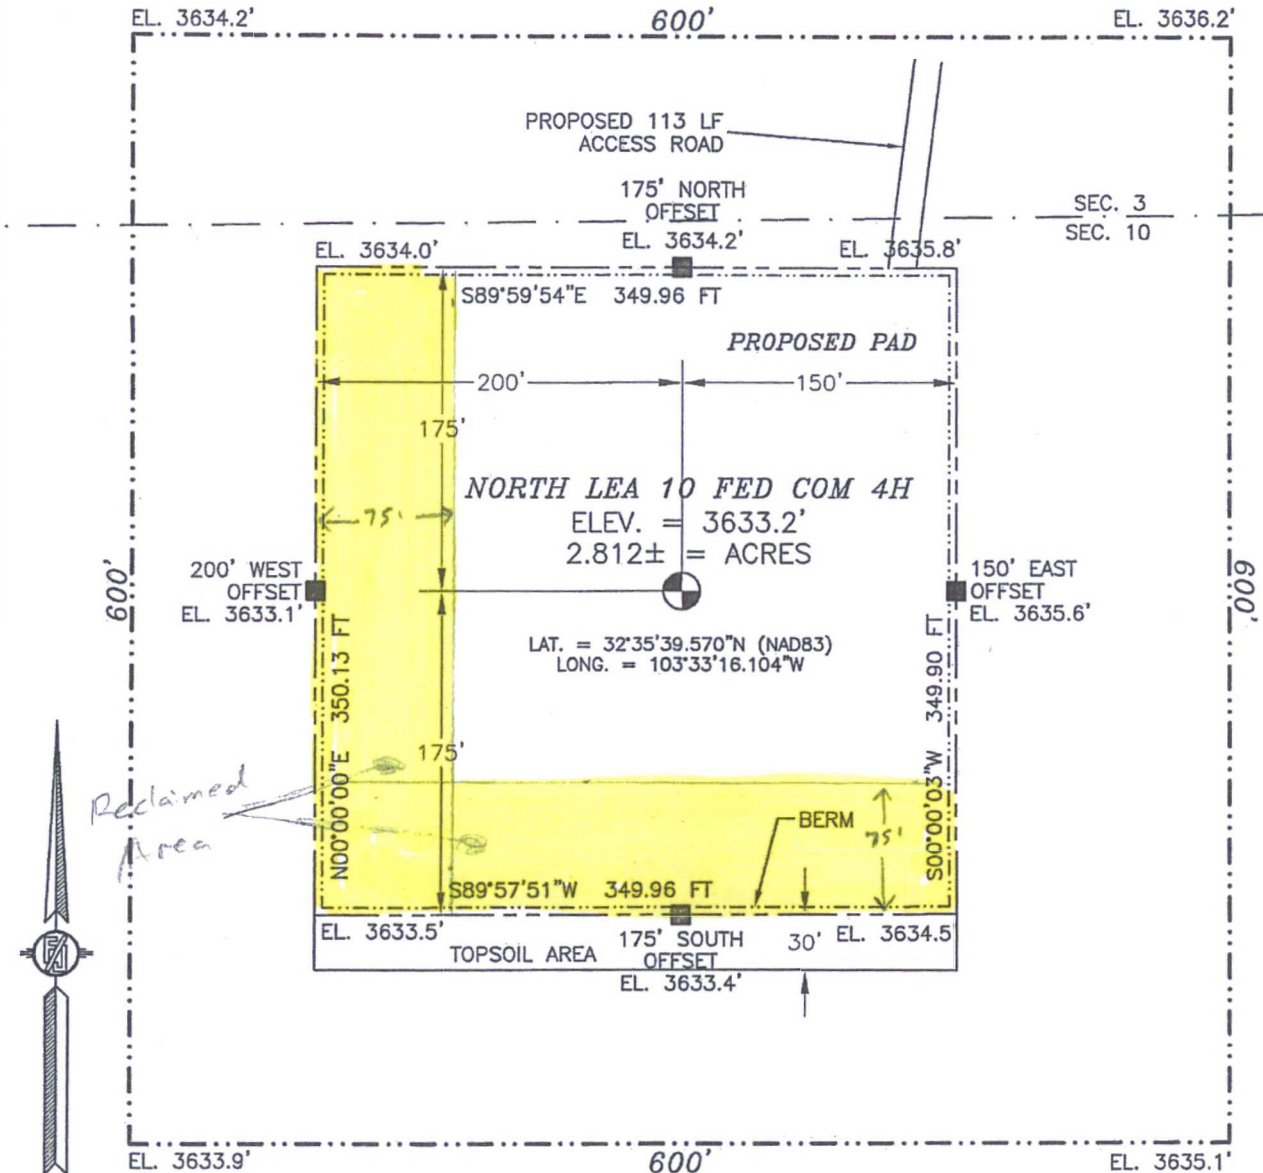 EL. 3634.2'
600'
EL. 3636.2'
PROPOSED 113 LF
ACCESS ROAD
175' NORTH
OFFSET
EL. 3634.2'
SEC. 3
SEC. 10
EL. 3634.0'
EL. 3635.8'
S89°59'54"E 349.96 FT
PROPOSED PAD
200'
150'
175'
NORTH LEA 10 FED COM 4H
ELEV. = 3633.2'
2.812± = ACRES
75'
200' WEST
OFFSET
EL. 3633.1'
150' EAST
OFFSET
EL. 3635.6'
600'
600'
LAT. = 32°35'39.570"N (NAD83)
LONG. = 103°33'16.104"W
N00°00'00"E 350.13 FT
S00°00'03"W 349.90 FT
175'
Reclaimed
Area
BERM
75'
S89°57'51"W 349.96 FT
EL. 3633.5'
TOPSOIL AREA
175' SOUTH
OFFSET
EL. 3633.4'
30'
EL. 3634.5
EL. 3633.9'
600'
EL. 3635.1'